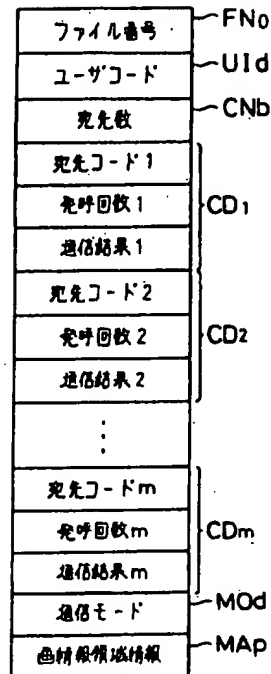 ファイル番号 FNo
ユーザコード UId
宛先数 CNb
宛先コード1
発呼回数1 CD1
通信結果1
宛先コード2
発呼回数2 CD2
通信結果2
⋮
宛先コードm
発呼回数m CDm
通信結果m
通信モード MOd
画情報領域情報 MAp